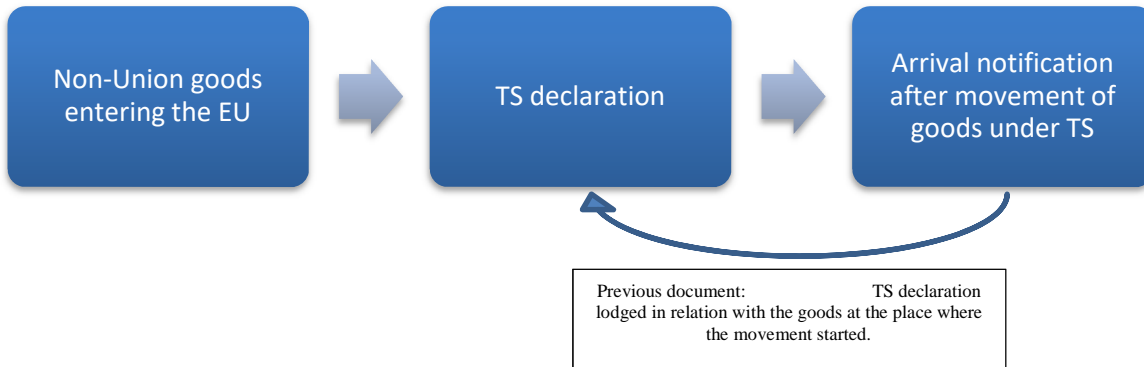 Non-Union goods
entering the EU
TS declaration
Arrival notification
after movement of
goods under TS
Previous document: TS declaration
lodged in relation with the goods at the place where
the movement started.